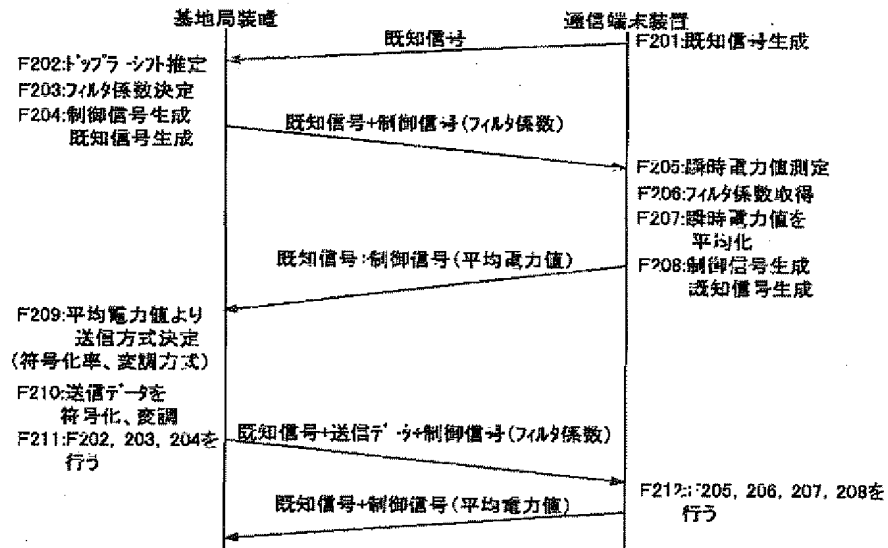 基地局装置
通信端末装置
既知信号
F201:既知信号生成
F202:ドップラーシフト推定
F203:フィルタ係数決定
F204:制御信号生成
既知信号生成
既知信号+制御信号(フィルタ係数)
F205:瞬時電力値測定
F206:フィルタ係数取得
F207:瞬時電力値を
平均化
既知信号+制御信号(平均電力値)
F208:制御信号生成
既知信号生成
F209:平均電力値より
送信方式決定
(符号化率、変調方式)
F210:送信データを
符号化、変調
F211:F202, 203, 204を
行う
既知信号+送信データ+制御信号(フィルタ係数)
F212:F205, 206, 207, 208を
行う
既知信号+制御信号(平均電力値)